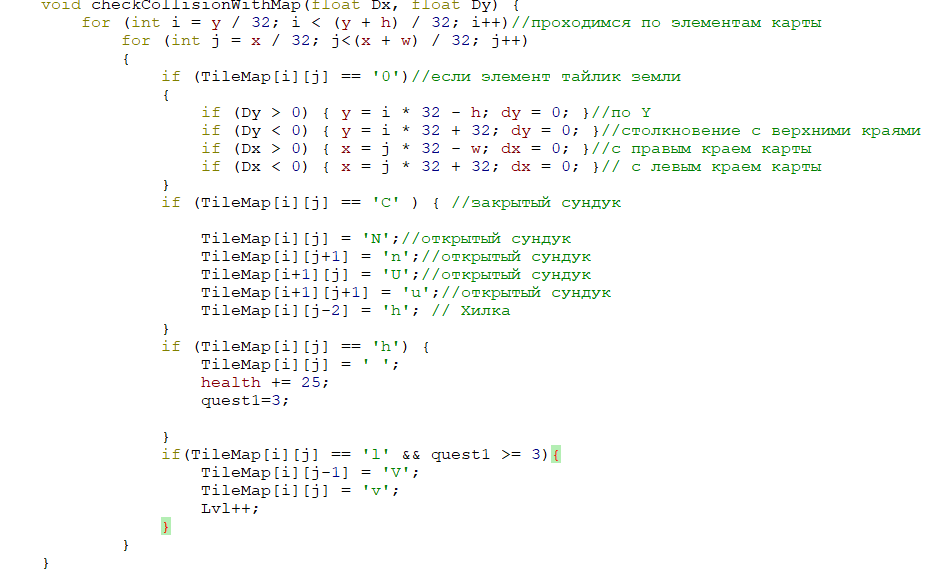 void checkCollisionWithMap(float Dx, float Dy) {
for (int i = y / 32; i < (y + h) / 32; i++)//проходимся по элементам карты
for (int j = x / 32; j<(x + w) / 32; j++)
{
if (TileMap[i][j] == '0')//если элемент тайлик земли
{
if (Dy > 0) { y = i * 32 - h; dy = 0; }//по Y
if (Dy < 0) { y = i * 32 + 32; dy = 0; }//столкновение с верхними краями
if (Dx > 0) { x = j * 32 - w; dx = 0; }//с правым краем карты
if (Dx < 0) { x = j * 32 + 32; dx = 0; }// с левым краем карты
}
if (TileMap[i][j] == 'C' ) { //закрытый сундук
TileMap[i][j] = 'N';//открытый сундук
TileMap[i][j+1] = 'n';//открытый сундук
TileMap[i+1][j] = 'U';//открытый сундук
TileMap[i+1][j+1] = 'u';//открытый сундук
TileMap[i][j-2] = 'h'; // Хилка
}
if (TileMap[i][j] == 'h') {
TileMap[i][j] = ' ';
health += 25;
quest1=3;
}
if(TileMap[i][j] == 'l' && quest1 >= 3){
TileMap[i][j-1] = 'V';
TileMap[i][j] = 'v';
Lvl++;
}
}
}